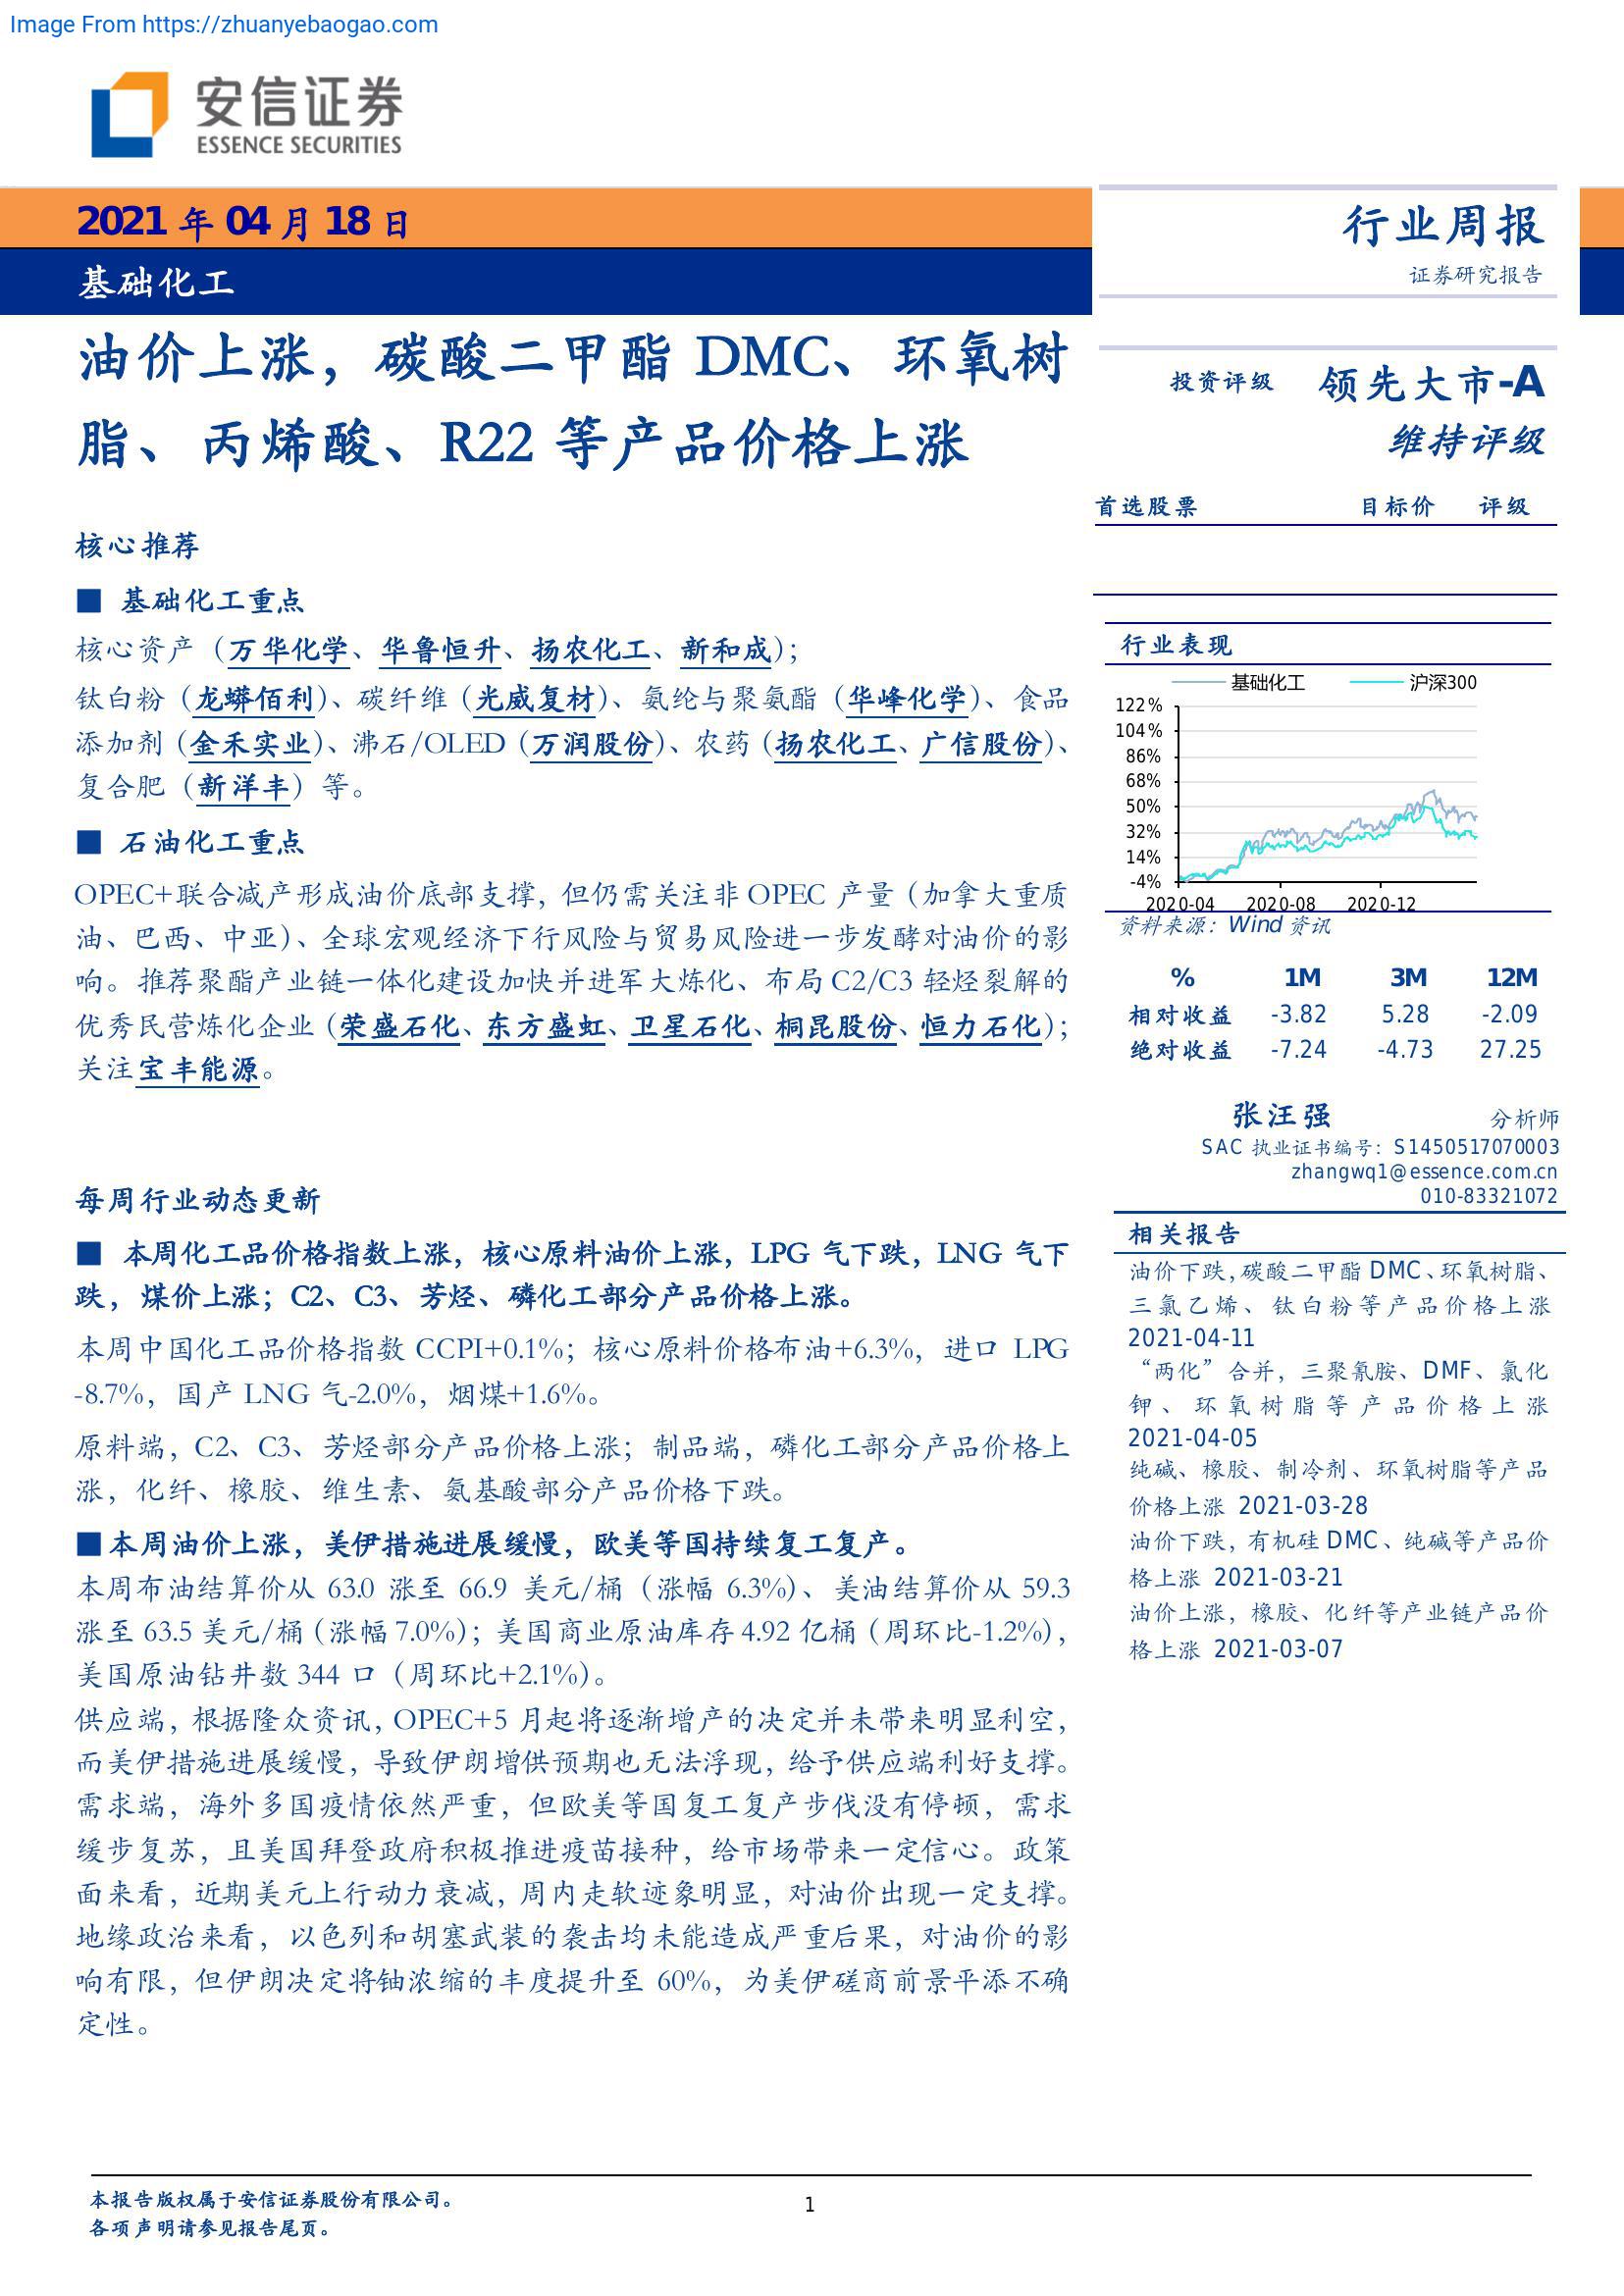 Image From https://zhuanyebaogao.com
安信证券
ESSENCE SECURITIES
2021 年 04 月 18 日
基础化工
行业周报
证券研究报告
油价上涨，碳酸二甲酯 DMC、环氧树
脂、丙烯酸、R22 等产品价格上涨
核心推荐
■ 基础化工重点
核心资产（万华化学、华鲁恒升、扬农化工、新和成）；
钛白粉（龙蟒佰利）、碳纤维（光威复材）、氨纶与聚氨酯（华峰化学）、食品
添加剂（金禾实业）、沸石/OLED（万润股份）、农药（扬农化工、广信股份）、
复合肥（新洋丰）等。
■ 石油化工重点
OPEC+联合减产形成油价底部支撑，但仍需关注非 OPEC 产量（加拿大重质
油、巴西、中亚）、全球宏观经济下行风险与贸易风险进一步发酵对油价的影
响。推荐聚酯产业链一体化建设加快并进军大炼化、布局 C2/C3 轻烃裂解的
优秀民营炼化企业（荣盛石化、东方盛虹、卫星石化、桐昆股份、恒力石化）；
关注宝丰能源。
每周行业动态更新
■ 本周化工品价格指数上涨，核心原料油价上涨，LPG 气下跌，LNG 气下
跌，煤价上涨；C2、C3、芳烃、磷化工部分产品价格上涨。
本周中国化工品价格指数 CCPI+0.1%；核心原料价格布油+6.3%，进口 LPG
-8.7%，国产 LNG 气-2.0%，烟煤+1.6%。
原料端，C2、C3、芳烃部分产品价格上涨；制品端，磷化工部分产品价格上
涨，化纤、橡胶、维生素、氨基酸部分产品价格下跌。
■本周油价上涨，美伊措施进展缓慢，欧美等国持续复工复产。
本周布油结算价从 63.0 涨至 66.9 美元/桶（涨幅 6.3%）、美油结算价从 59.3
涨至 63.5 美元/桶（涨幅 7.0%）；美国商业原油库存 4.92 亿桶（周环比-1.2%），
美国原油钻井数 344 口（周环比+2.1%）。
供应端，根据隆众资讯，OPEC+5 月起将逐渐增产的决定并未带来明显利空，
而美伊措施进展缓慢，导致伊朗增供预期也无法浮现，给予供应端利好支撑。
需求端，海外多国疫情依然严重，但欧美等国复工复产步伐没有停顿，需求
缓步复苏，且美国拜登政府积极推进疫苗接种，给市场带来一定信心。政策
面来看，近期美元上行动力衰减，周内走软迹象明显，对油价出现一定支撑。
地缘政治来看，以色列和胡塞武装的袭击均未能造成严重后果，对油价的影
响有限，但伊朗决定将铀浓缩的丰度提升至 60%，为美伊磋商前景平添不确
定性。
投资评级 领先大市-A
维持评级
首选股票 目标价 评级
行业表现
基础化工 沪深300
122%
104%
86%
68%
50%
32%
14%
-4%
2020-04 2020-08 2020-12
资料来源：Wind 资讯
% 1M 3M 12M
相对收益 -3.82 5.28 -2.09
绝对收益 -7.24 -4.73 27.25
张汪强 分析师
SAC 执业证书编号：S1450517070003
zhangwq1@essence.com.cn
010-83321072
相关报告
油价下跌，碳酸二甲酯 DMC、环氧树脂、
三氯乙烯、钛白粉等产品价格上涨
2021-04-11
“两化”合并，三聚氰胺、DMF、氯化
钾、环氧树脂等产品价格上涨
2021-04-05
纯碱、橡胶、制冷剂、环氧树脂等产品
价格上涨 2021-03-28
油价下跌，有机硅 DMC、纯碱等产品价
格上涨 2021-03-21
油价上涨，橡胶、化纤等产业链产品价
格上涨 2021-03-07
本报告版权属于安信证券股份有限公司。
各项声明请参见报告尾页。
1